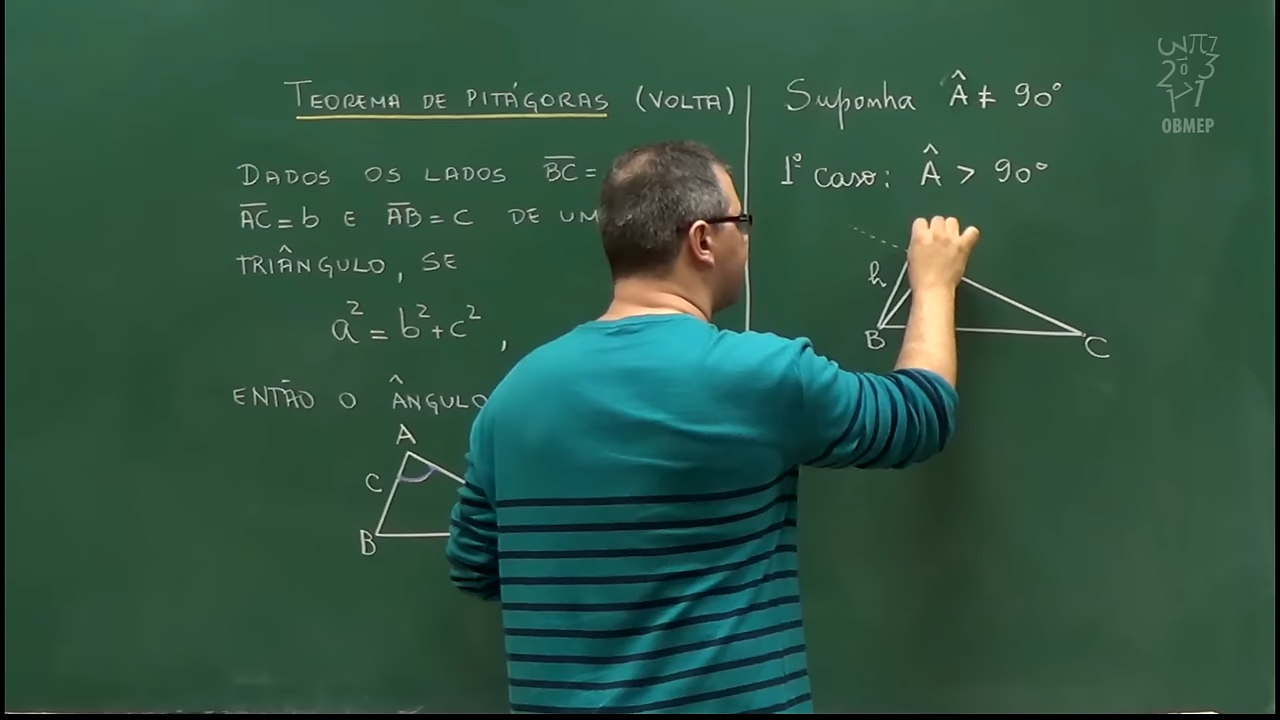 TEOREMA DE PITÁGORAS (VOLTA)
DADOS OS LADOS BC =
AC = b E AB = c DE UM
TRIÂNGULO, SE
a² = b² + c²,
ENTÃO O ÂNGULO
A
C
B
Suponha Â ≠ 90°
1º caso: Â > 90°
h
B
C
OBMEP